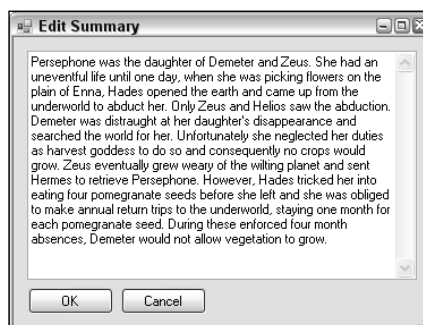 Edit Summary
Persephone was the daughter of Demeter and Zeus. She had an
uneventful life until one day, when she was picking flowers on the
plain of Enna, Hades opened the earth and came up from the
underworld to abduct her. Only Zeus and Helios saw the abduction.
Demeter was distraught at her daughter's disappearance and
searched the world for her. Unfortunately she neglected her duties
as harvest goddess to do so and consequently no crops would
grow. Zeus eventually grew weary of the wilting planet and sent
Hermes to retrieve Persephone. However, Hades tricked her into
eating four pomegranate seeds before she left and she was obliged
to make annual return trips to the underworld, staying one month for
each pomegranate seed. During these enforced four month
absences, Demeter would not allow vegetation to grow.
OK Cancel